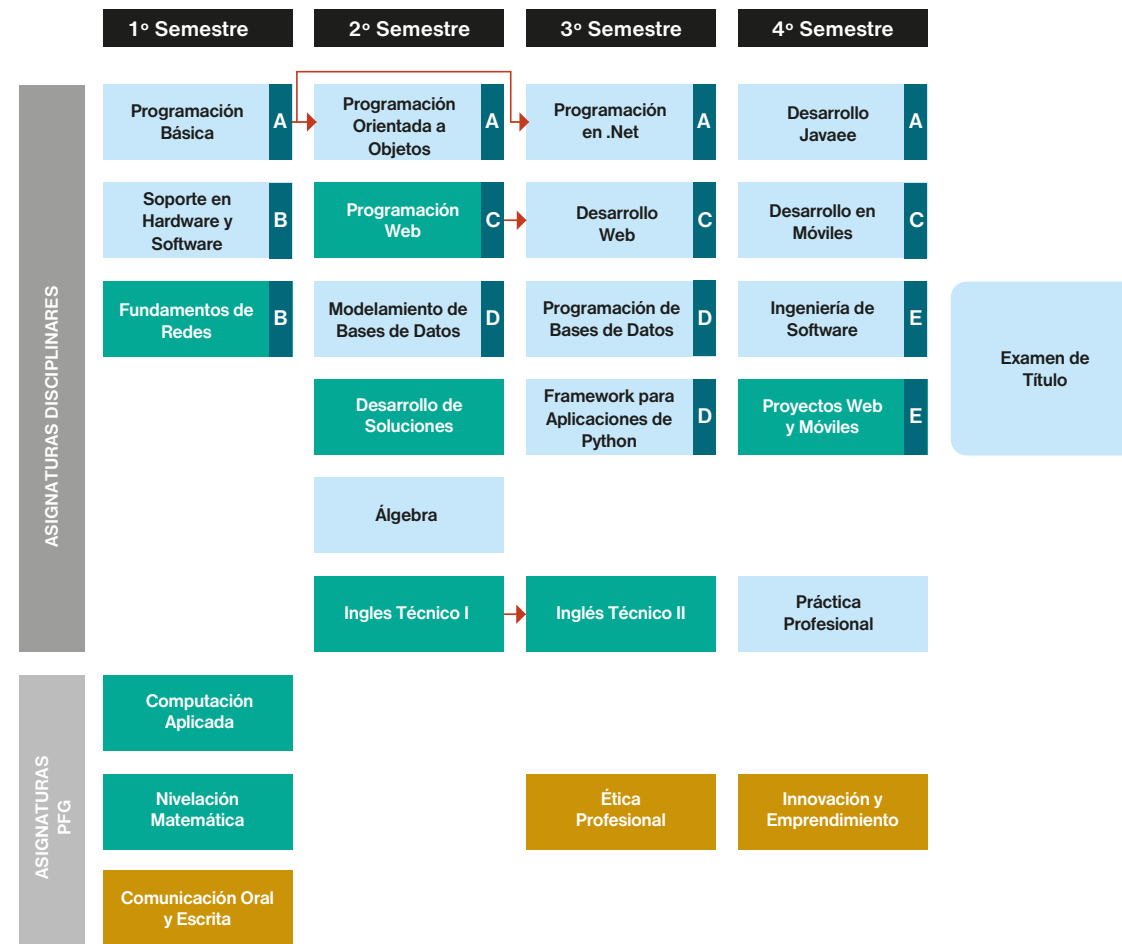 1º Semestre
2º Semestre
3º Semestre
4º Semestre
ASIGNATURAS DISCIPLINARES
Programación
Básica
A
Programación
Orientada a
Objetos
A
Programación
en .Net
A
Desarrollo
Javaee
A
Soporte en
Hardware y
Software
B
Programación
Web
C
Desarrollo
Web
C
Desarrollo en
Móviles
C
Fundamentos de
Redes
B
Modelamiento de
Bases de Datos
D
Programación de
Bases de Datos
D
Ingeniería de
Software
E
Examen de
Título
Desarrollo de
Soluciones
Framework para
Aplicaciones de
Python
D
Proyectos Web
y Móviles
E
Álgebra
Ingles Técnico I
Inglés Técnico II
Práctica
Profesional
ASIGNATURAS
PFG
Computación
Aplicada
Nivelación
Matemática
Ética
Profesional
Innovación y
Emprendimiento
Comunicación Oral
y Escrita